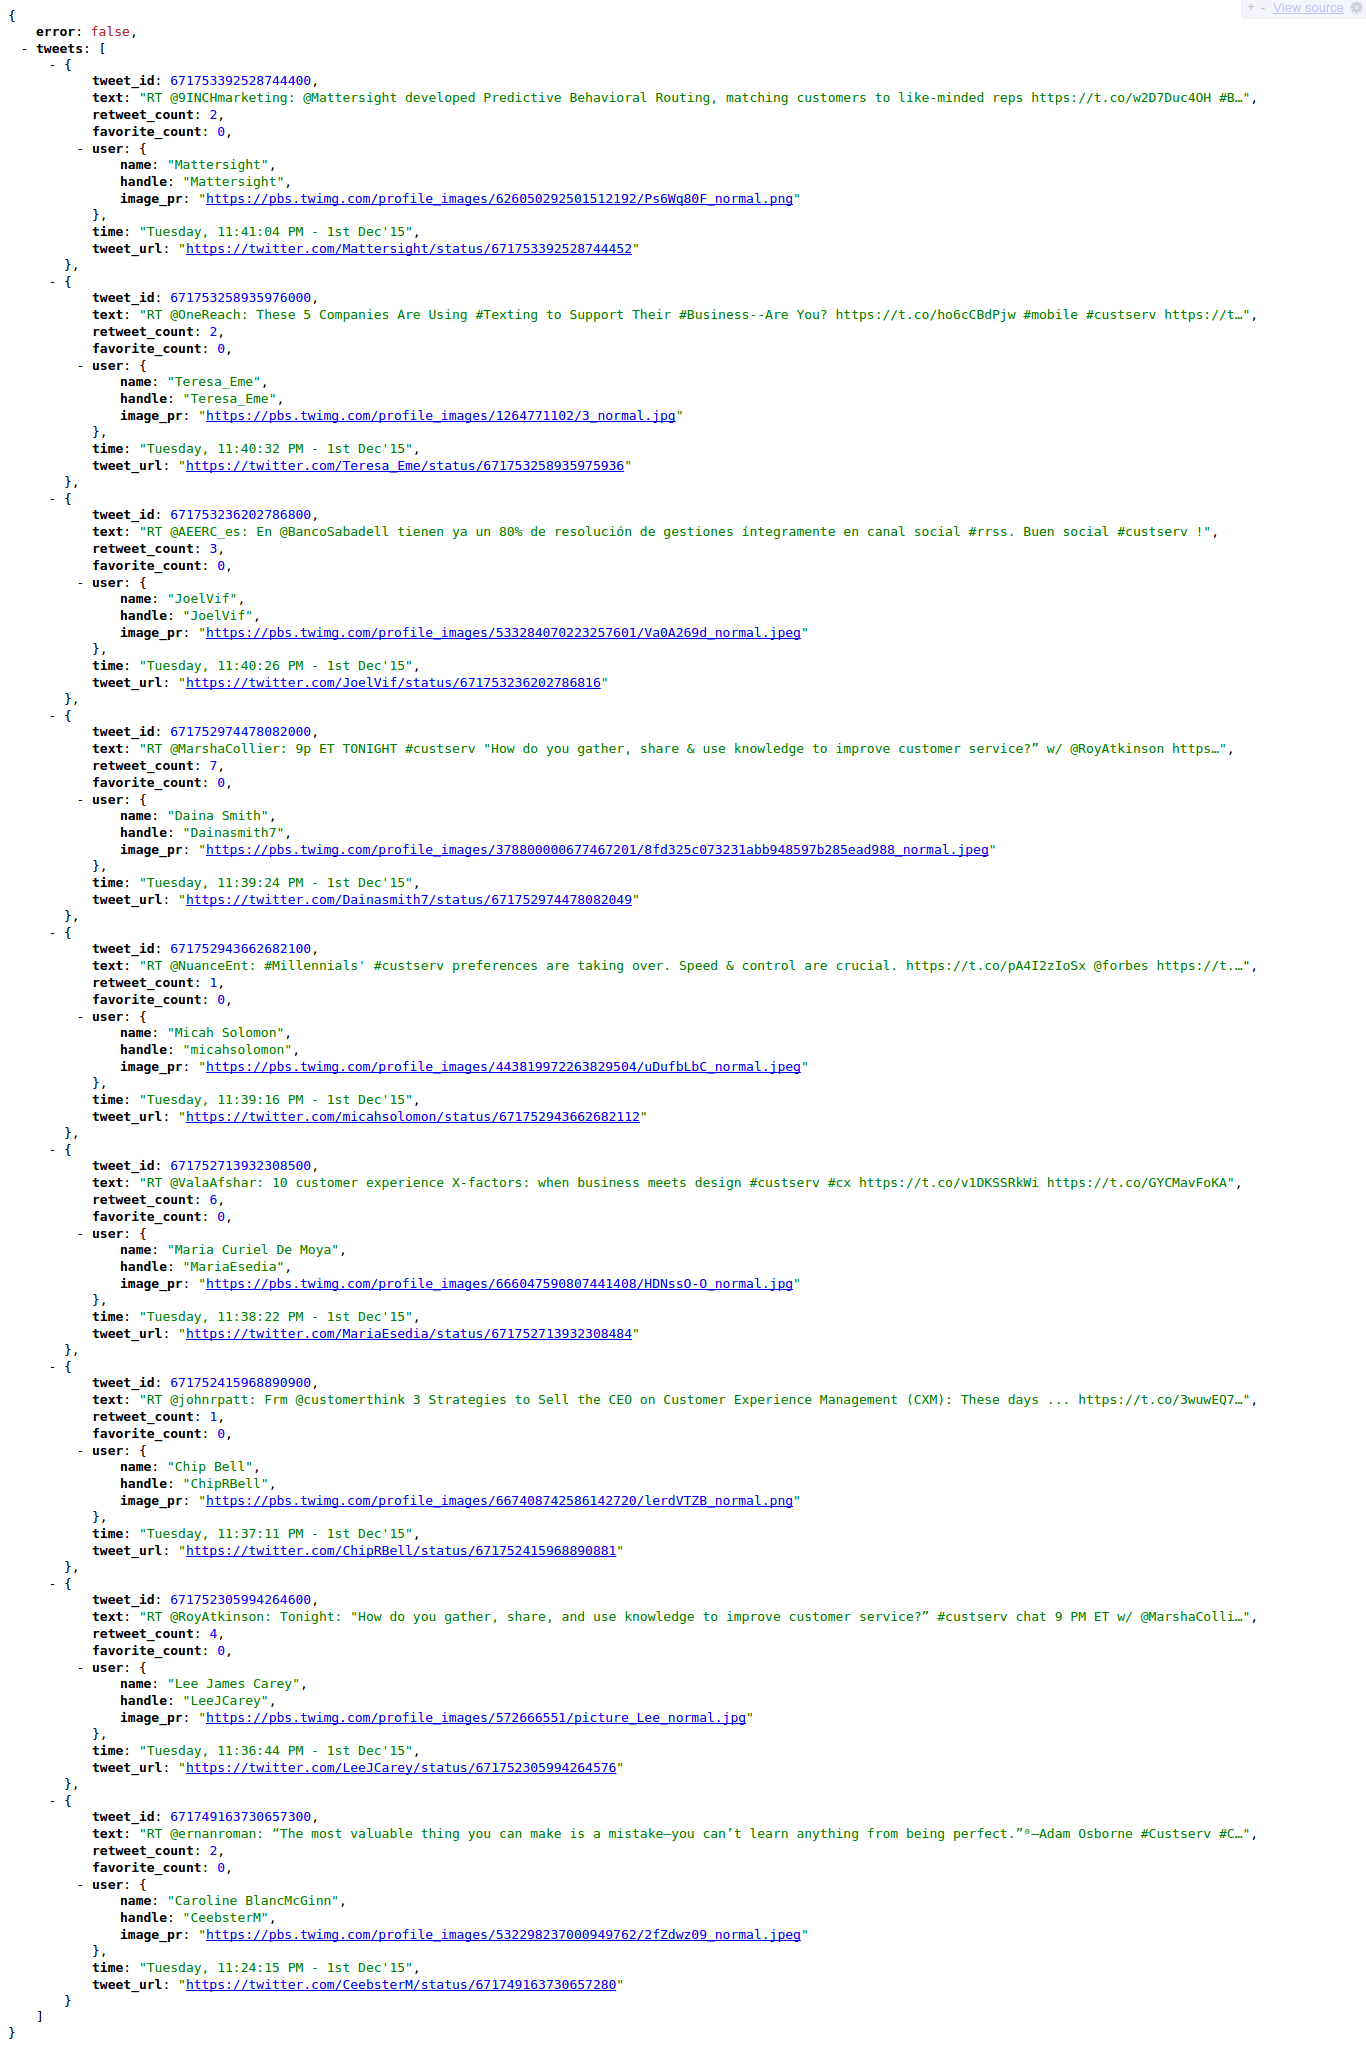 + - View source
{
error: false,
- tweets: [
- {
tweet_id: 671753392528744400,
text: "RT @9INCHmarketing: @Mattersight developed Predictive Behavioral Routing, matching customers to like-minded reps https://t.co/w2D7Duc4OH #B…",
retweet_count: 2,
favorite_count: 0,
- user: {
name: "Mattersight",
handle: "Mattersight",
image_pr: "https://pbs.twimg.com/profile_images/626050292501512192/Ps6Wq80F_normal.png"
},
time: "Tuesday, 11:41:04 PM - 1st Dec'15",
tweet_url: "https://twitter.com/Mattersight/status/671753392528744452"
},
- {
tweet_id: 671753258935976000,
text: "RT @OneReach: These 5 Companies Are Using #Texting to Support Their #Business--Are You? https://t.co/ho6cCBdPjw #mobile #custserv https://t…",
retweet_count: 2,
favorite_count: 0,
- user: {
name: "Teresa_Eme",
handle: "Teresa_Eme",
image_pr: "https://pbs.twimg.com/profile_images/1264771102/3_normal.jpg"
},
time: "Tuesday, 11:40:32 PM - 1st Dec'15",
tweet_url: "https://twitter.com/Teresa_Eme/status/671753258935975936"
},
- {
tweet_id: 671753236202786800,
text: "RT @AEERC_es: En @BancoSabadell tienen ya un 80% de resolución de gestiones íntegramente en canal social #rrss. Buen social #custserv !",
retweet_count: 3,
favorite_count: 0,
- user: {
name: "JoelVif",
handle: "JoelVif",
image_pr: "https://pbs.twimg.com/profile_images/533284070223257601/Va0A269d_normal.jpeg"
},
time: "Tuesday, 11:40:26 PM - 1st Dec'15",
tweet_url: "https://twitter.com/JoelVif/status/671753236202786816"
},
- {
tweet_id: 671752974478082000,
text: "RT @MarshaCollier: 9p ET TONIGHT #custserv "How do you gather, share & use knowledge to improve customer service?” w/ @RoyAtkinson https…",
retweet_count: 7,
favorite_count: 0,
- user: {
name: "Daina Smith",
handle: "Dainasmith7",
image_pr: "https://pbs.twimg.com/profile_images/378800000677467201/8fd325c073231abb948597b285ead988_normal.jpeg"
},
time: "Tuesday, 11:39:24 PM - 1st Dec'15",
tweet_url: "https://twitter.com/Dainasmith7/status/671752974478082049"
},
- {
tweet_id: 671752943662682100,
text: "RT @NuanceEnt: #Millennials' #custserv preferences are taking over. Speed & control are crucial. https://t.co/pA4I2zIoSx @forbes https://t.…",
retweet_count: 1,
favorite_count: 0,
- user: {
name: "Micah Solomon",
handle: "micahsolomon",
image_pr: "https://pbs.twimg.com/profile_images/443819972263829504/uDufbLbC_normal.jpeg"
},
time: "Tuesday, 11:39:16 PM - 1st Dec'15",
tweet_url: "https://twitter.com/micahsolomon/status/671752943662682112"
},
- {
tweet_id: 671752713932308500,
text: "RT @ValaAfshar: 10 customer experience X-factors: when business meets design #custserv #cx https://t.co/v1DKSSRkWi https://t.co/GYCMavFoKA",
retweet_count: 6,
favorite_count: 0,
- user: {
name: "Maria Curiel De Moya",
handle: "MariaEsedia",
image_pr: "https://pbs.twimg.com/profile_images/666047590807441408/HDNssO-O_normal.jpg"
},
time: "Tuesday, 11:38:22 PM - 1st Dec'15",
tweet_url: "https://twitter.com/MariaEsedia/status/671752713932308484"
},
- {
tweet_id: 671752415968890900,
text: "RT @johnrpatt: Frm @customerthink 3 Strategies to Sell the CEO on Customer Experience Management (CXM): These days ... https://t.co/3wuwEQ7…",
retweet_count: 1,
favorite_count: 0,
- user: {
name: "Chip Bell",
handle: "ChipRBell",
image_pr: "https://pbs.twimg.com/profile_images/667408742586142720/lerdVTZB_normal.png"
},
time: "Tuesday, 11:37:11 PM - 1st Dec'15",
tweet_url: "https://twitter.com/ChipRBell/status/671752415968890881"
},
- {
tweet_id: 671752305994264600,
text: "RT @RoyAtkinson: Tonight: "How do you gather, share, and use knowledge to improve customer service?” #custserv chat 9 PM ET w/ @MarshaColli…",
retweet_count: 4,
favorite_count: 0,
- user: {
name: "Lee James Carey",
handle: "LeeJCarey",
image_pr: "https://pbs.twimg.com/profile_images/572666551/picture_Lee_normal.jpg"
},
time: "Tuesday, 11:36:44 PM - 1st Dec'15",
tweet_url: "https://twitter.com/LeeJCarey/status/671752305994264576"
},
- {
tweet_id: 671749163730657300,
text: "RT @ernanroman: “The most valuable thing you can make is a mistake—you can’t learn anything from being perfect.”⁰—Adam Osborne #Custserv #C…",
retweet_count: 2,
favorite_count: 0,
- user: {
name: "Caroline BlancMcGinn",
handle: "CeebsterM",
image_pr: "https://pbs.twimg.com/profile_images/532298237000949762/2fZdwz09_normal.jpeg"
},
time: "Tuesday, 11:24:15 PM - 1st Dec'15",
tweet_url: "https://twitter.com/CeebsterM/status/671749163730657280"
}
]
}